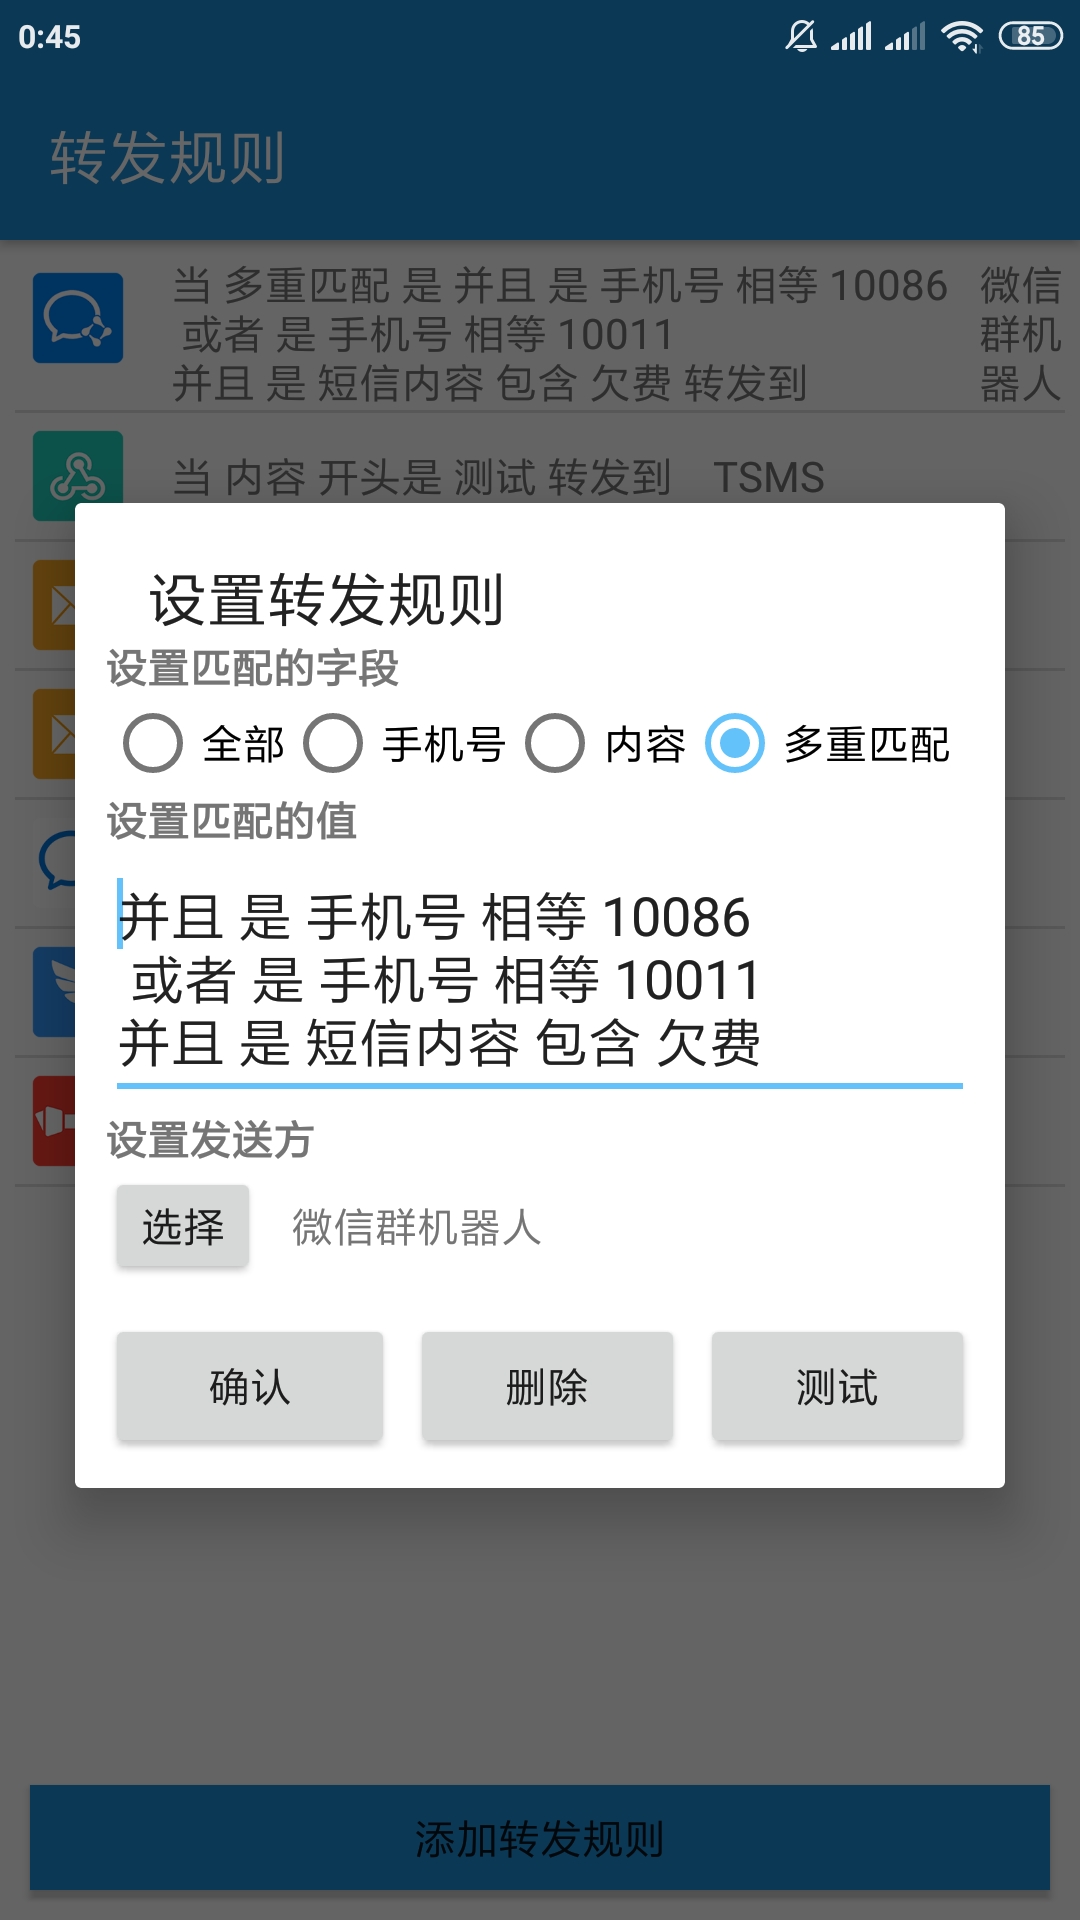 0:45
85
转发规则
当 多重匹配 是 并且 是 手机号 相等 10086
或者 是 手机号 相等 10011
并且 是 短信内容 包含 欠费 转发到
微信
群机
器人
当 内容 开头是 测试 转发到 TSMS
设置转发规则
设置匹配的字段
全部 手机号 内容 多重匹配
设置匹配的值
并且 是 手机号 相等 10086
或者 是 手机号 相等 10011
并且 是 短信内容 包含 欠费
设置发送方
选择 微信群机器人
确认 删除 测试
添加转发规则